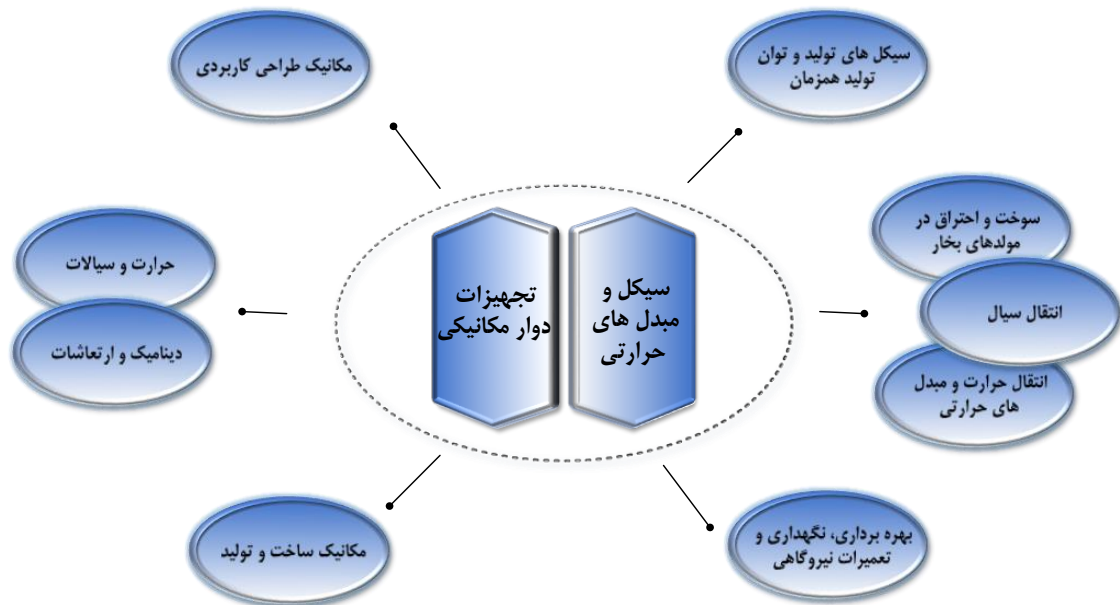 سیکل های تولید و توان
تولید همزمان
مکانیک طراحی کاربردی
سوخت و احتراق در
مولدهای بخار
انتقال سیال
انتقال حرارت و مبدل
های حرارتی
سیکل و
مبدل های
حرارتی
تجهیزات
دوار مکانیکی
حرارت و سیالات
دینامیک و ارتعاشات
بهره برداری، نگهداری و
تعمیرات نیروگاهی
مکانیک ساخت و تولید